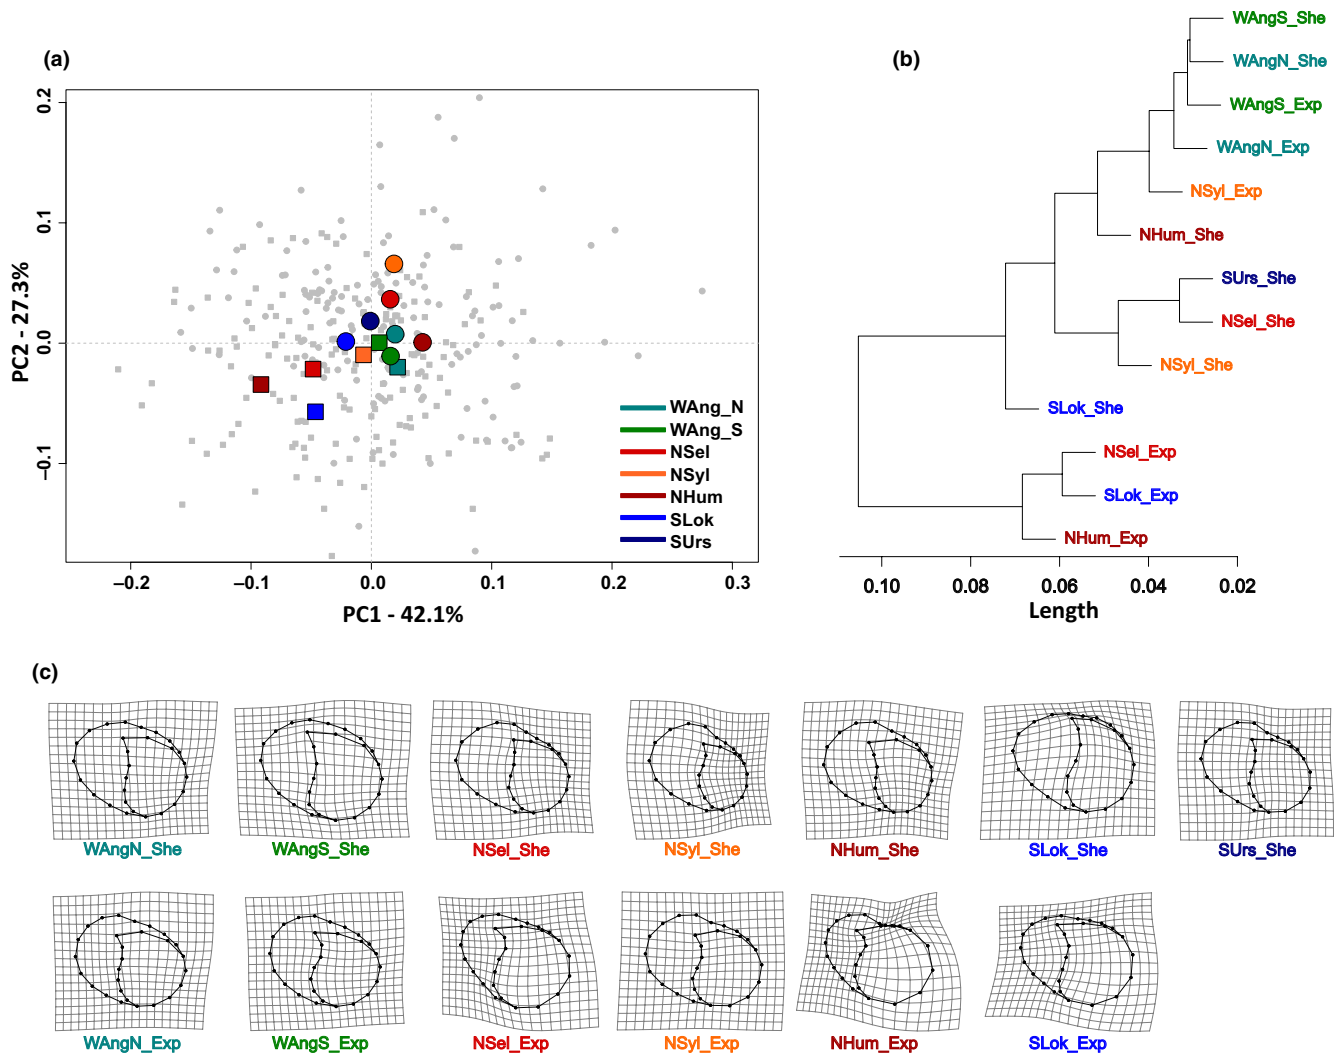 (a)
0.2
0.1
0.0
−0.1
PC2 - 27.3%
−0.2
−0.1
0.0
0.1
0.2
0.3
PC1 - 42.1%
WAng_N
WAng_S
NSel
NSyl
NHum
SLok
SUrs
(b)
WAngS_She
WAngN_She
WAngS_Exp
WAngN_Exp
NSyl_Exp
NHum_She
SUrs_She
NSel_She
NSyl_She
SLok_She
NSel_Exp
SLok_Exp
NHum_Exp
0.10
0.08
0.06
0.04
0.02
Length
(c)
WAngN_She
WAngS_She
NSel_She
NSyl_She
NHum_She
SLok_She
SUrs_She
WAngN_Exp
WAngS_Exp
NSel_Exp
NSyl_Exp
NHum_Exp
SLok_Exp